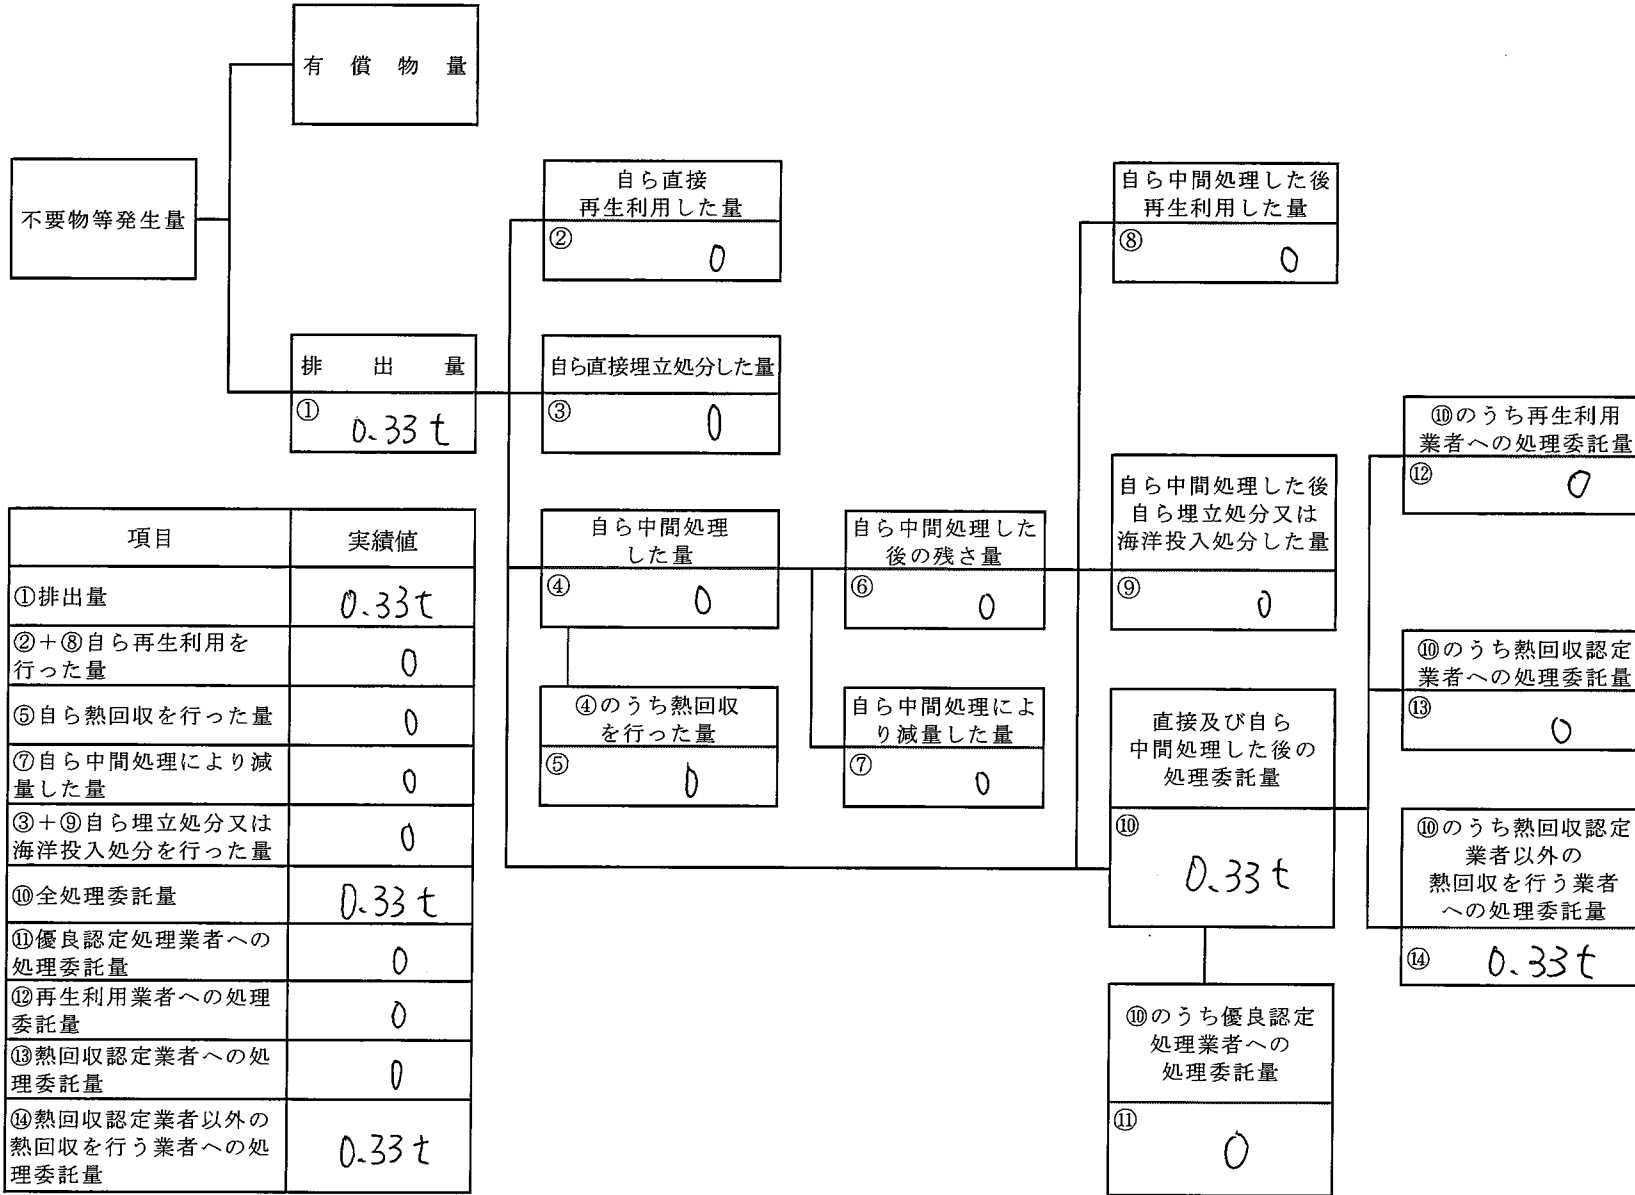 有償物量
不要物等発生量
排出量
① 0.33t
自ら直接
再生利用した量
② 0
自ら直接埋立処分した量
③ 0
自ら中間処理
した量
④ 0
④のうち熱回収
を行った量
⑤ 0
自ら中間処理した
後の残さ量
⑥ 0
自ら中間処理によ
り減量した量
⑦ 0
自ら中間処理した後
再生利用した量
⑧ 0
自ら中間処理した後
自ら埋立処分又は
海洋投入処分した量
⑨ 0
直接及び自ら
中間処理した後の
処理委託量
⑩ 0.33t
⑩のうち優良認定
処理業者への
処理委託量
⑪ 0
⑩のうち再生利用
業者への処理委託量
⑫ 0
⑩のうち熱回収認定
業者への処理委託量
⑬ 0
⑩のうち熱回収認定
業者以外の
熱回収を行う業者
への処理委託量
⑭ 0.33t
項目 実績値
①排出量 0.33t
②+⑧自ら再生利用を
行った量 0
⑤自ら熱回収を行った量 0
⑦自ら中間処理により減
量した量 0
③+⑨自ら埋立処分又は
海洋投入処分を行った量 0
⑩全処理委託量 0.33t
⑪優良認定処理業者への
処理委託量 0
⑫再生利用業者への処理
委託量 0
⑬熱回収認定業者への処
理委託量 0
⑭熱回収認定業者以外の
熱回収を行う業者への処
理委託量 0.33t